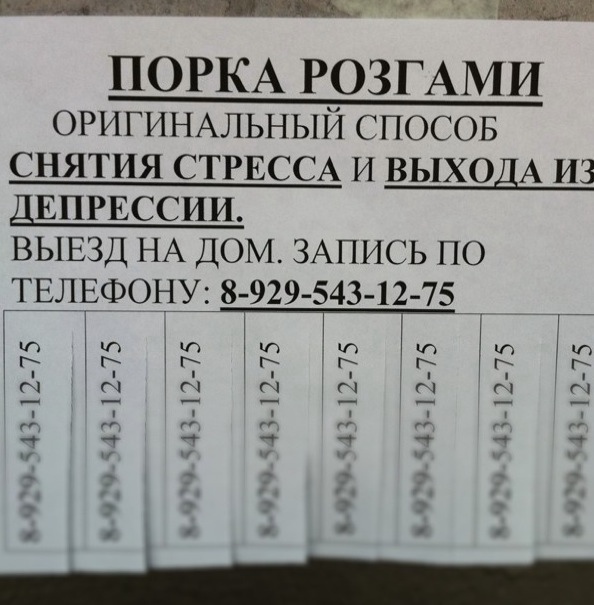 ПОРКА РОЗГАМИ
ОРИГИНАЛЬНЫЙ СПОСОБ
СНЯТИЯ СТРЕССА И ВЫХОДА ИЗ
ДЕПРЕССИИ.
ВЫЕЗД НА ДОМ. ЗАПИСЬ ПО
ТЕЛЕФОНУ: 8-929-543-12-75
8-929-543-12-75
8-929-543-12-75
8-929-543-12-75
8-929-543-12-75
8-929-543-12-75
8-929-543-12-75
8-929-543-12-75
8-929-543-12-75